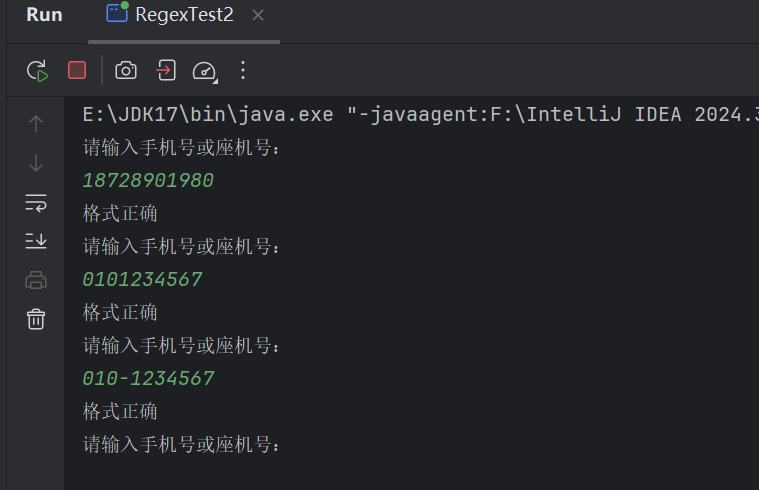 Run
RegexTest2
E:\JDK17\bin\java.exe "-javaagent:F:\IntelliJ IDEA 2024.3
请输入手机号或座机号：
18728901980
格式正确
请输入手机号或座机号：
0101234567
格式正确
请输入手机号或座机号：
010-1234567
格式正确
请输入手机号或座机号：